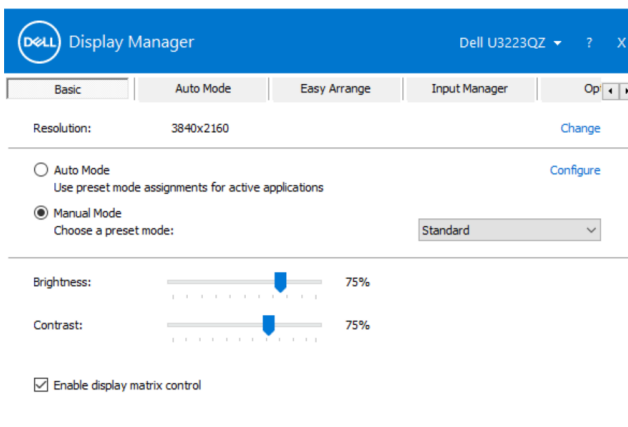 DELL Display Manager Dell U3223QZ ? X
Basic Auto Mode Easy Arrange Input Manager
Resolution: 3840x2160 Change
Auto Mode Configure
Use preset mode assignments for active applications
Manual Mode
Choose a preset mode: Standard
Brightness: 75%
Contrast: 75%
Enable display matrix control